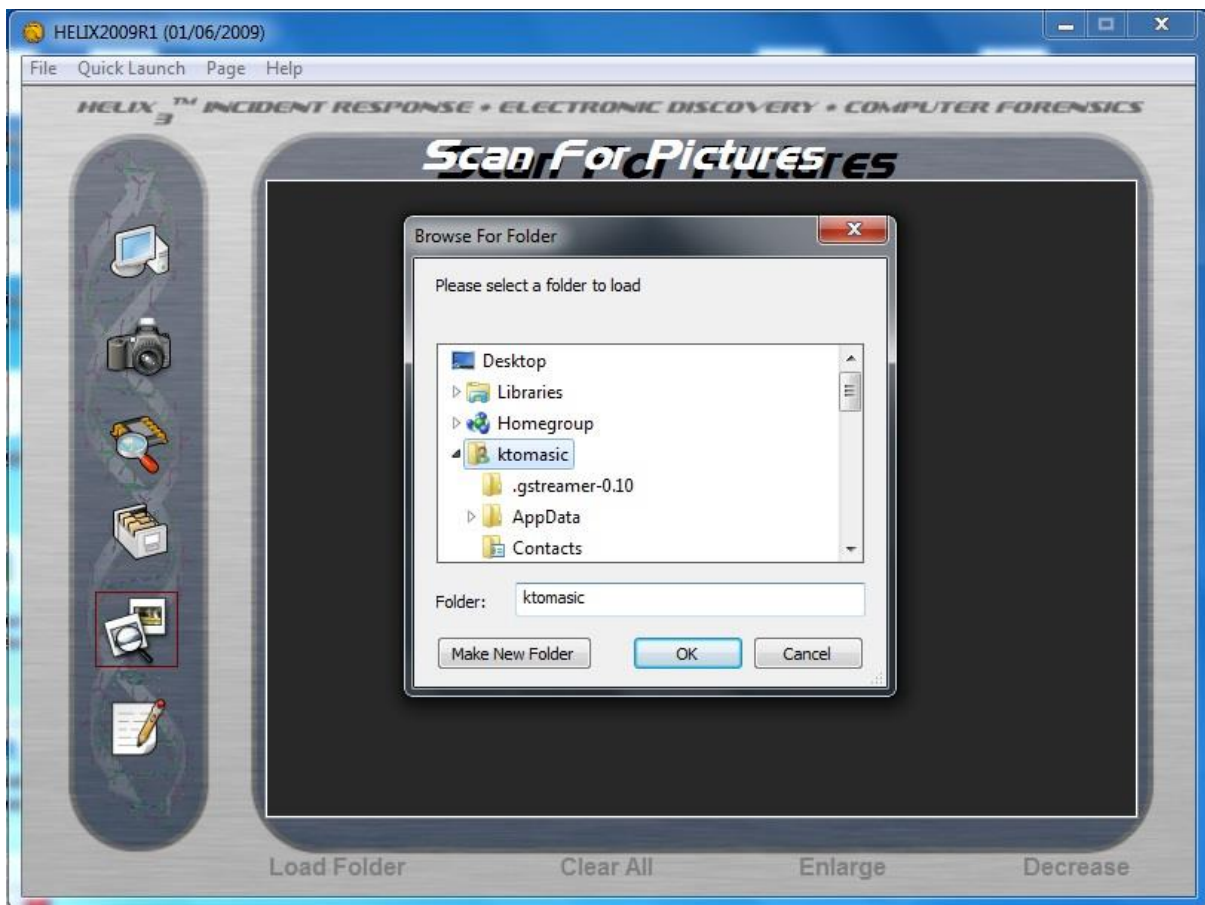 HELIX2009R1 (01/06/2009)
File Quick Launch Page Help
HELIX3™ INCIDENT RESPONSE • ELECTRONIC DISCOVERY • COMPUTER FORENSICS
Scan For Pictures
Browse For Folder
Please select a folder to load
Desktop
Libraries
Homegroup
ktomasic
.gstreamer-0.10
AppData
Contacts
Folder: ktomasic
Make New Folder OK Cancel
Load Folder Clear All Enlarge Decrease